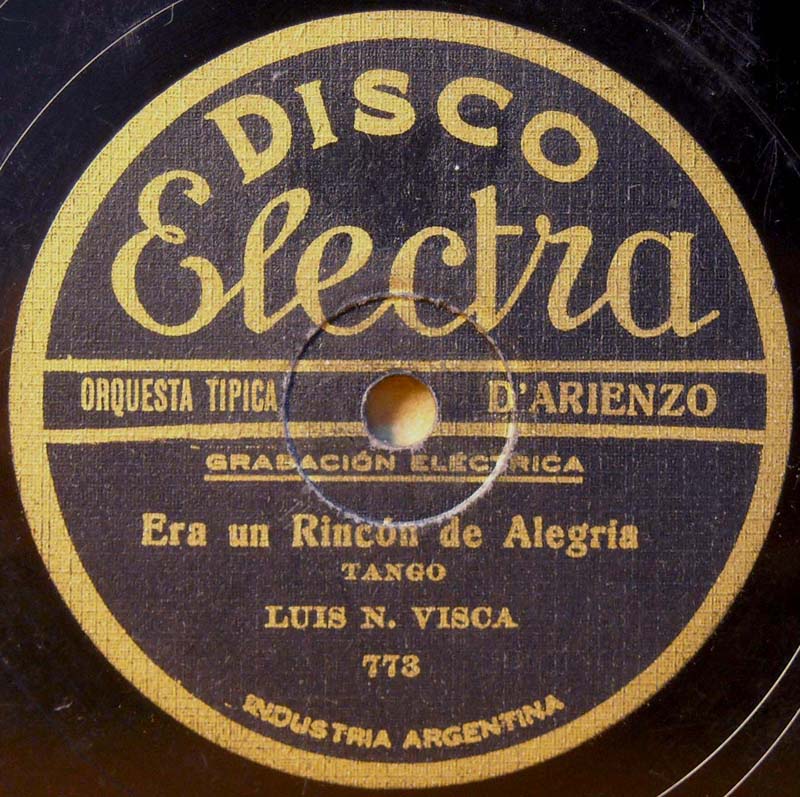 DISCO
Electra
ORQUESTA TIPICA D'ARIENZO
GRABACIÓN ELÉCTRICA
Era un Rincón de Alegria
TANGO
LUIS N. VISCA
773
INDUSTRIA ARGENTINA